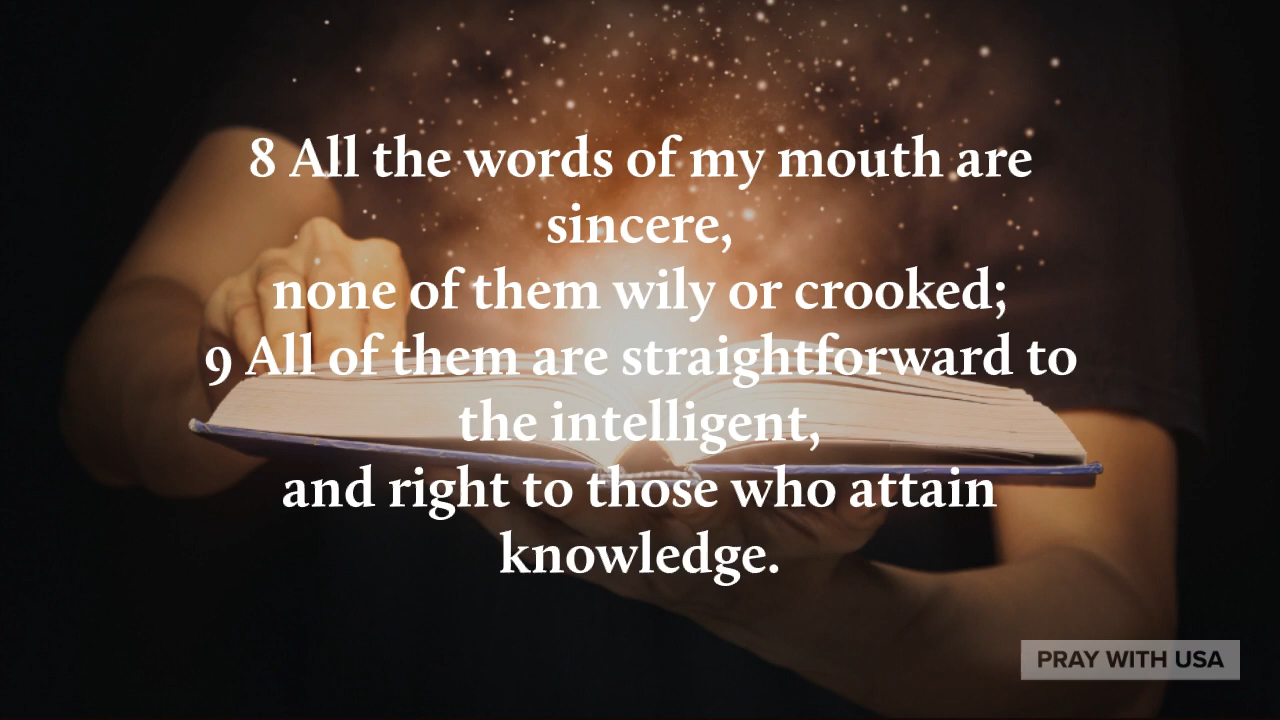 8 All the words of my mouth are
sincere,
none of them wily or crooked;
9 All of them are straightforward to
the intelligent,
and right to those who attain
knowledge.
PRAY WITH USA